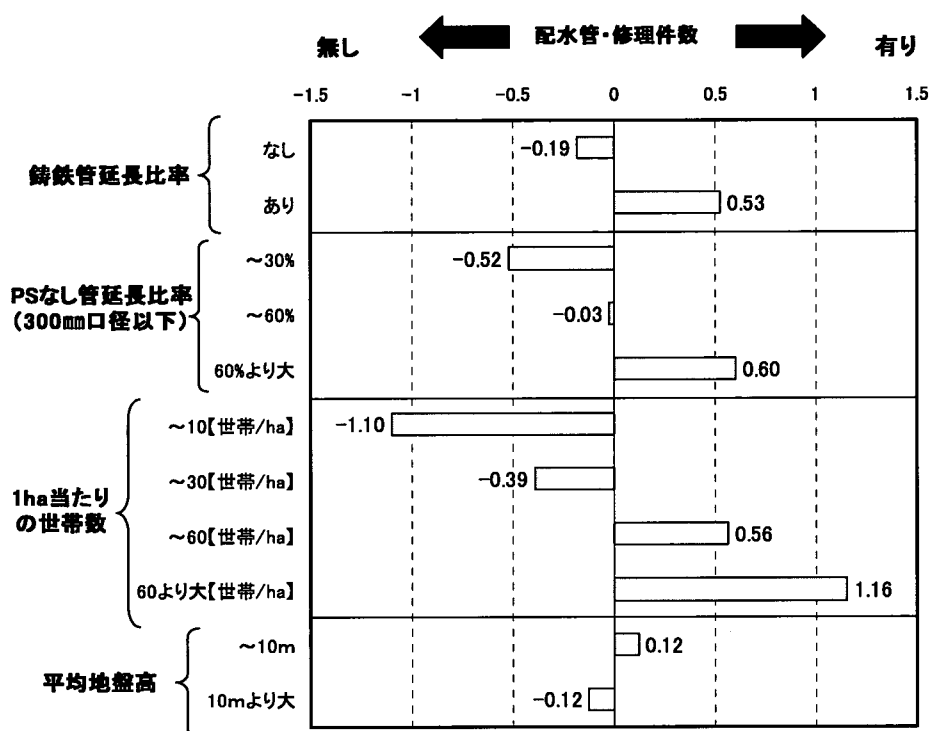 配水管・修理件数
無し
有り
-1.5 -1 -0.5 0 0.5 1 1.5
鋳鉄管延長比率
なし -0.19
あり 0.53
PSなし管延長比率
(300㎜口径以下)
～30% -0.52
～60% -0.03
60%より大 0.60
1ha当たり
の世帯数
～10【世帯/ha】 -1.10
～30【世帯/ha】 -0.39
～60【世帯/ha】 0.56
60より大【世帯/ha】 1.16
平均地盤高
～10m 0.12
10mより大 -0.12